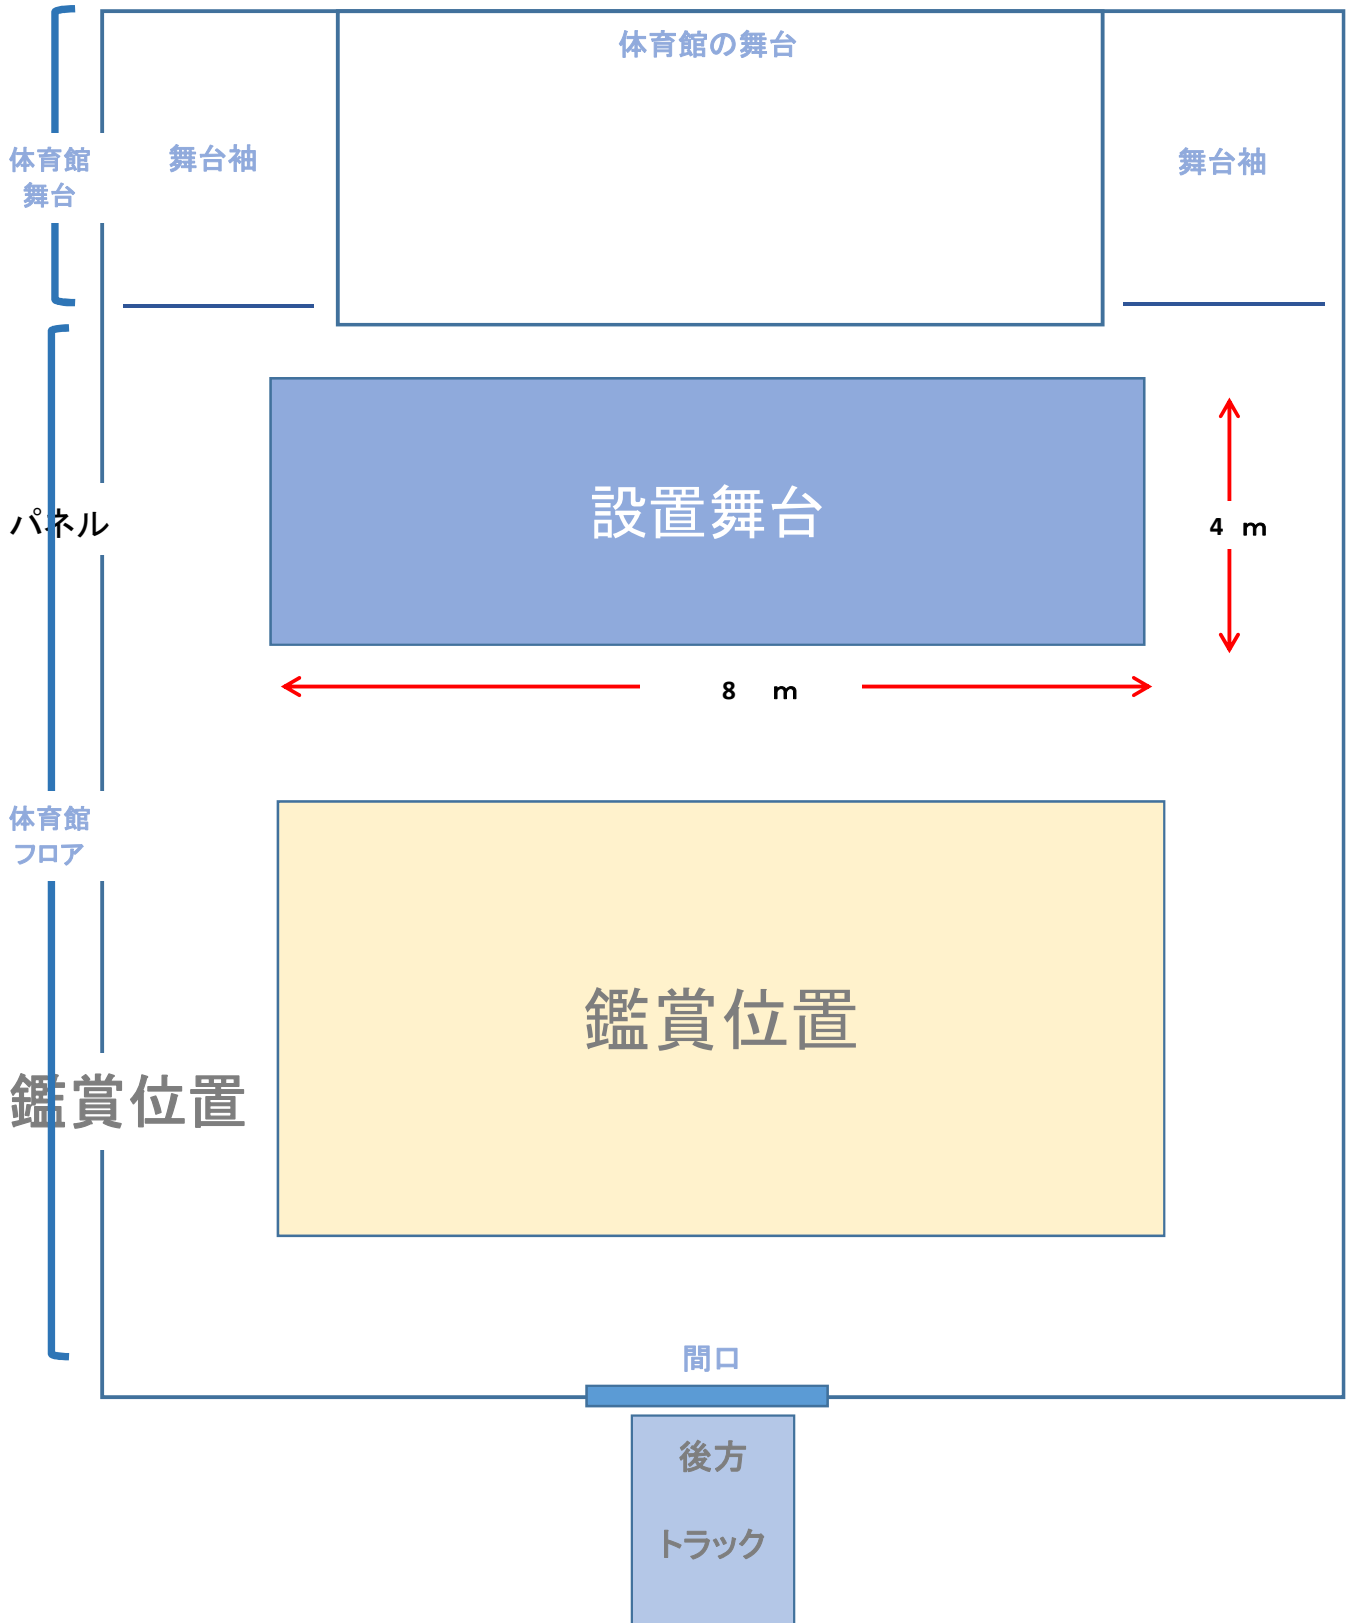 体育館の舞台
体育館
舞台
舞台袖
舞台袖
パネル
設置舞台
4 m
8 m
体育館
フロア
鑑賞位置
鑑賞位置
間口
後方
トラック